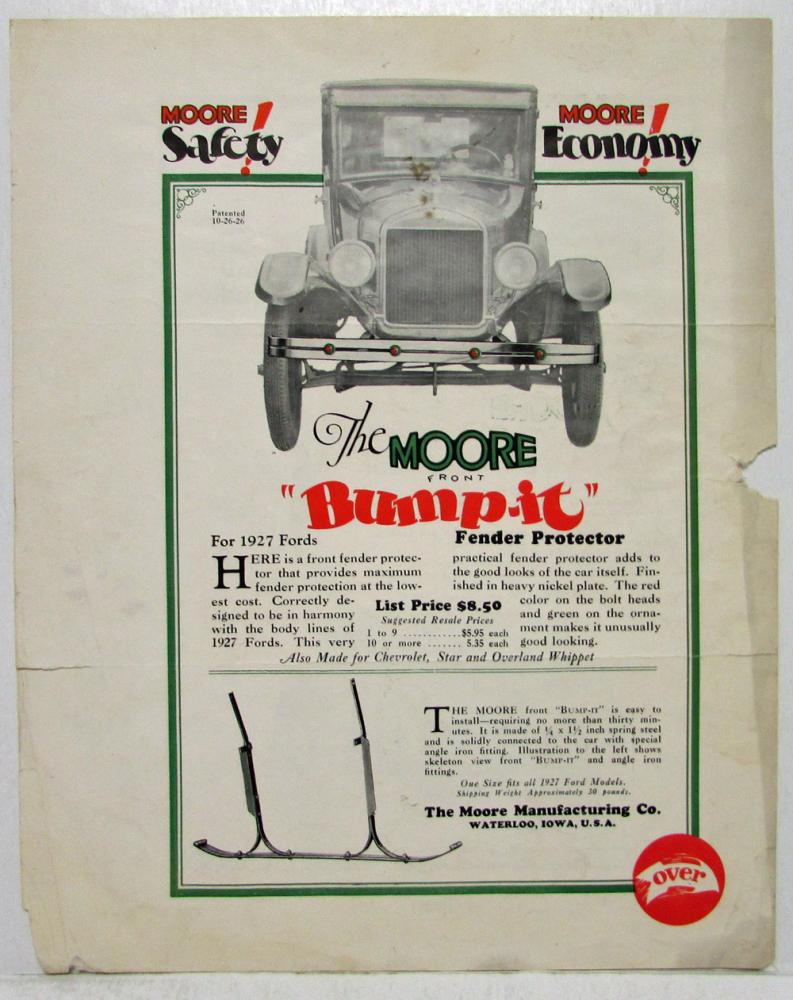 MOORE
Safety!
MOORE
Economy!
Patented
10-26-26
The MOORE
FRONT
"Bump-it"
For 1927 Fords
Fender Protector
HERE is a front fender protec-
tor that provides maximum
fender protection at the low-
est cost. Correctly de-
signed to be in harmony
with the body lines of
1927 Fords. This very
practical fender protector adds to
the good looks of the car itself. Fin-
ished in heavy nickel plate. The red
color on the bolt heads
and green on the orna-
ment makes it unusually
good looking.
List Price $8.50
Suggested Resale Prices
1 to 9 ............$5.95 each
10 or more ....... 5.35 each
Also Made for Chevrolet, Star and Overland Whippet
THE MOORE front "BUMP-IT" is easy to
install—requiring no more than thirty min-
utes. It is made of ¼ x 1½ inch spring steel
and is solidly connected to the car with special
angle iron fitting. Illustration to the left shows
skeleton view front "BUMP-IT" and angle iron
fittings.
One Size fits all 1927 Ford Models.
Shipping Weight Approximately 30 pounds.
The Moore Manufacturing Co.
WATERLOO, IOWA, U.S.A.
over